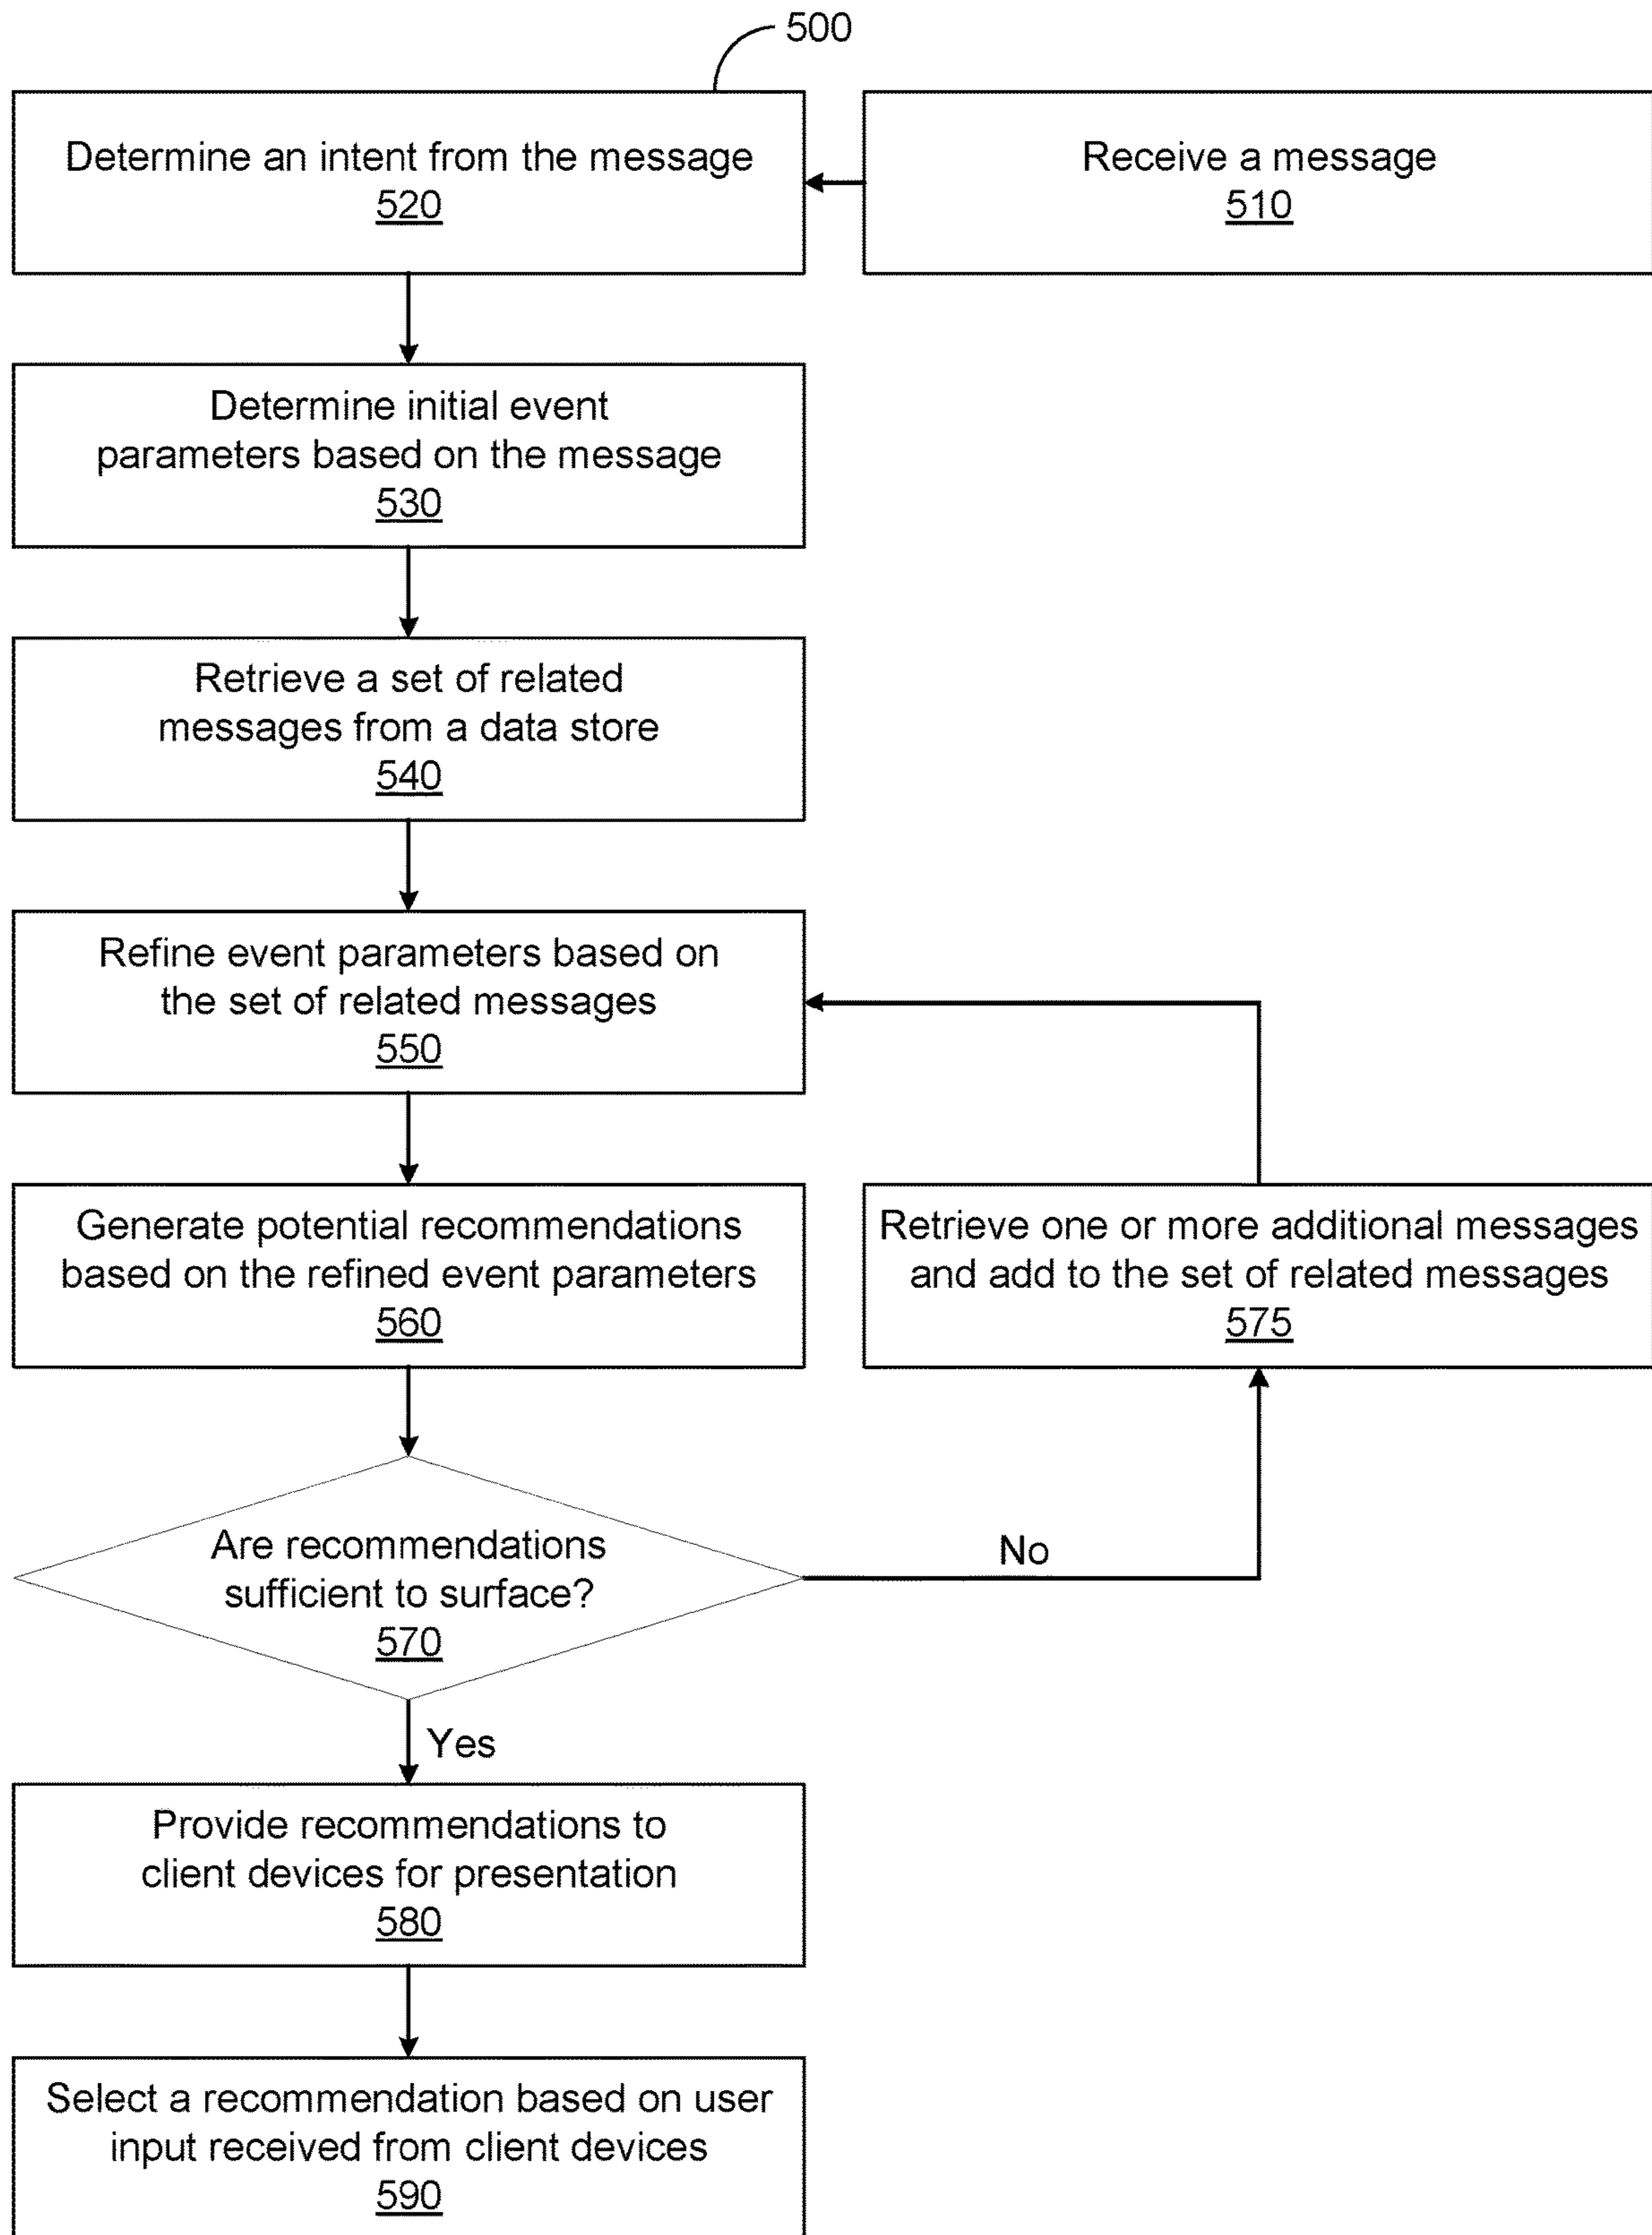 500
Determine an intent from the message
520
Receive a message
510
Determine initial event
parameters based on the message
530
Retrieve a set of related
messages from a data store
540
Refine event parameters based on
the set of related messages
550
Generate potential recommendations
based on the refined event parameters
560
Retrieve one or more additional messages
and add to the set of related messages
575
Are recommendations
sufficient to surface?
570
No
Yes
Provide recommendations to
client devices for presentation
580
Select a recommendation based on user
input received from client devices
590